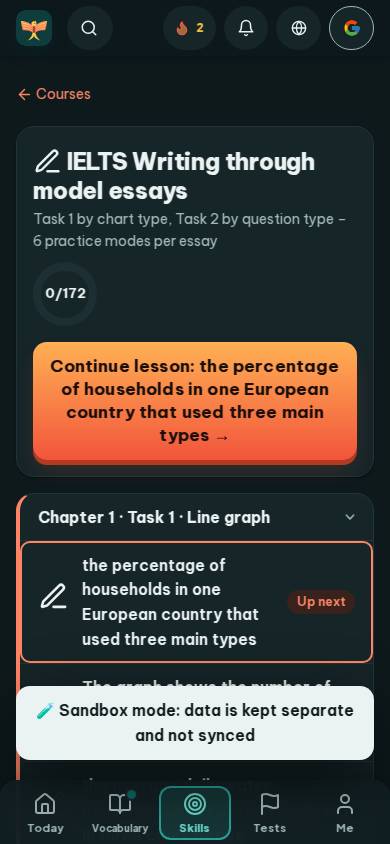 2
← Courses
IELTS Writing through
model essays
Task 1 by chart type, Task 2 by question type –
6 practice modes per essay
0/172
Continue lesson: the percentage
of households in one European
country that used three main
types →
Chapter 1 · Task 1 · Line graph
the percentage of
households in one
European country that
used three main types
Up next
The graph shows the number of
🧪 Sandbox mode: data is kept separate
and not synced
Today
Vocabulary
Skills
Tests
Me